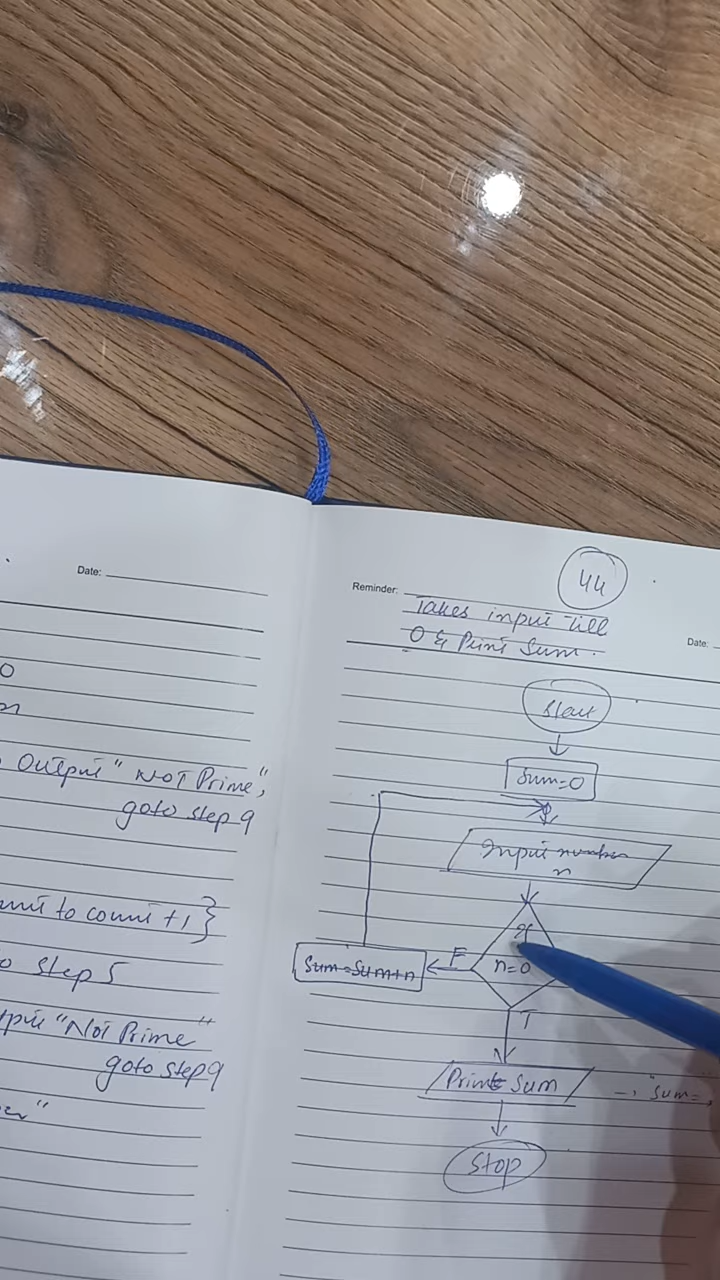 Date:
0
n
Output "NOT Prime",
goto step 9
count + 1}
to
step 5
"Not Prime"
goto step 9
44
Reminder:
Takes input till
0 & Print Sum.
Date:
Start
Sum=0
Input number
n
If
n=0
F
Sum=Sum+n
T
Print Sum
"Sum=
Stop